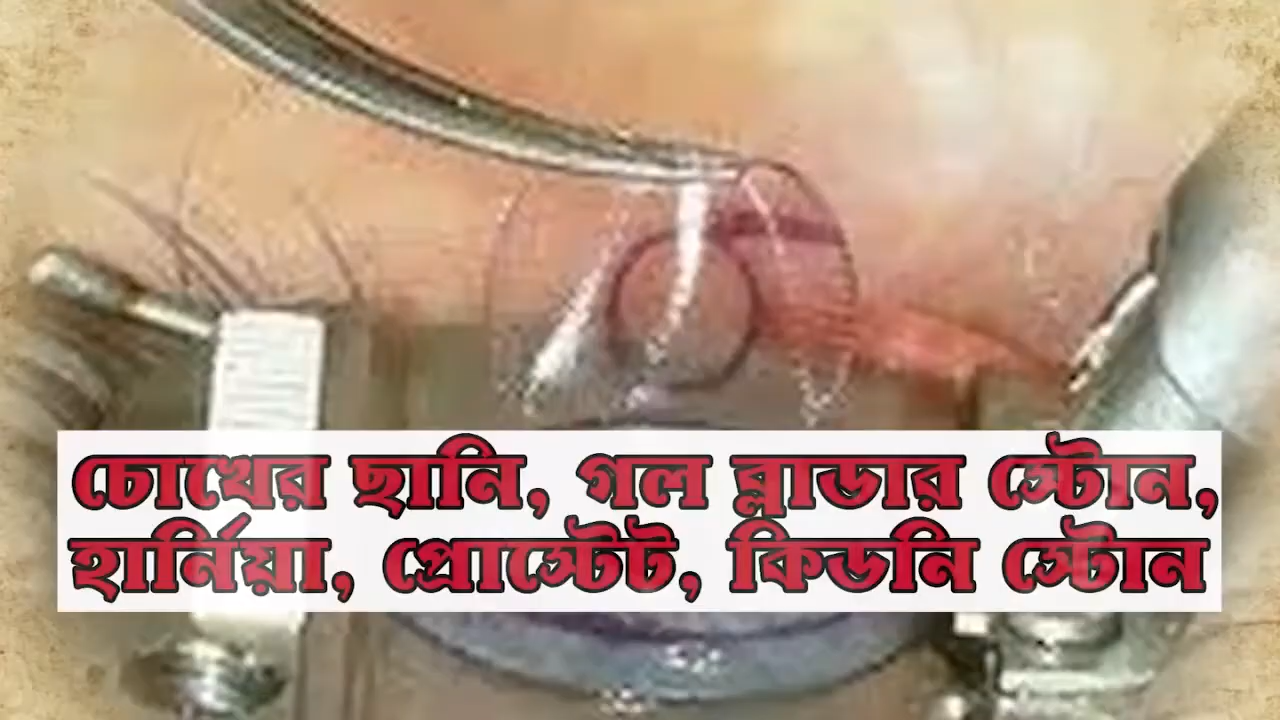 চোখের ছানি, গল ব্লাডার স্টোন,
হার্নিয়া, প্রোস্টেট, কিডনি স্টোন